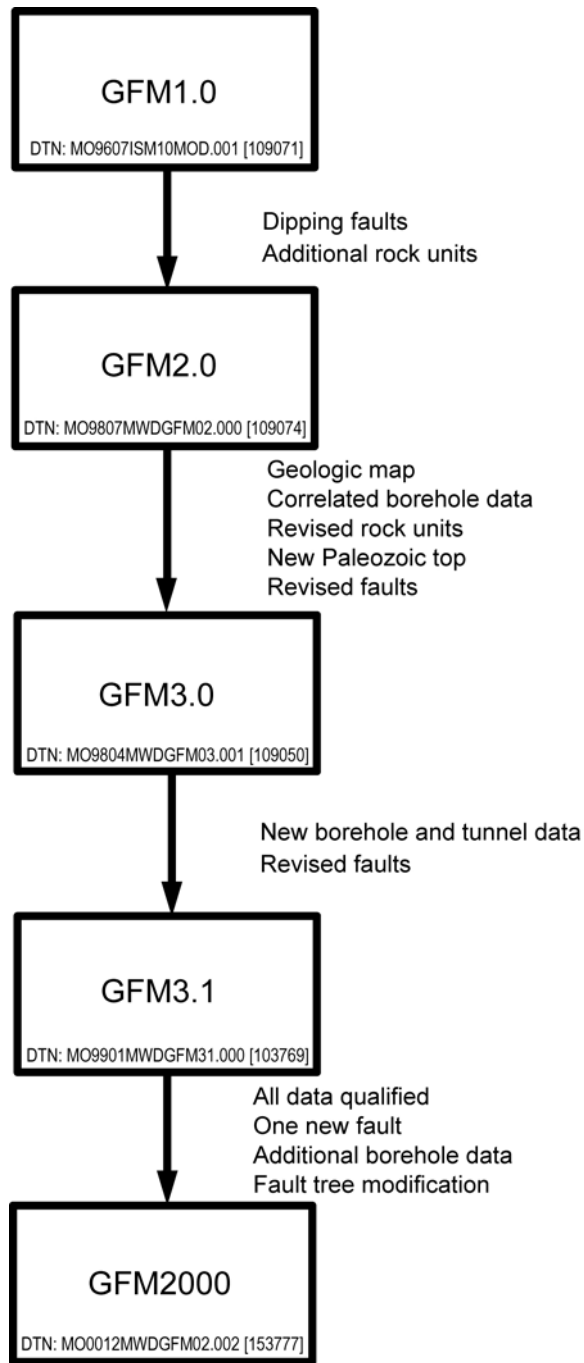 GFM1.0
DTN: MO9607ISM10MOD.001 [109071]
Dipping faults
Additional rock units
GFM2.0
DTN: MO9807MWDGFM02.000 [109074]
Geologic map
Correlated borehole data
Revised rock units
New Paleozoic top
Revised faults
GFM3.0
DTN: MO9804MWDGFM03.001 [109050]
New borehole and tunnel data
Revised faults
GFM3.1
DTN: MO9901MWDGFM31.000 [103769]
All data qualified
One new fault
Additional borehole data
Fault tree modification
GFM2000
DTN: MO0012MWDGFM02.002 [153777]